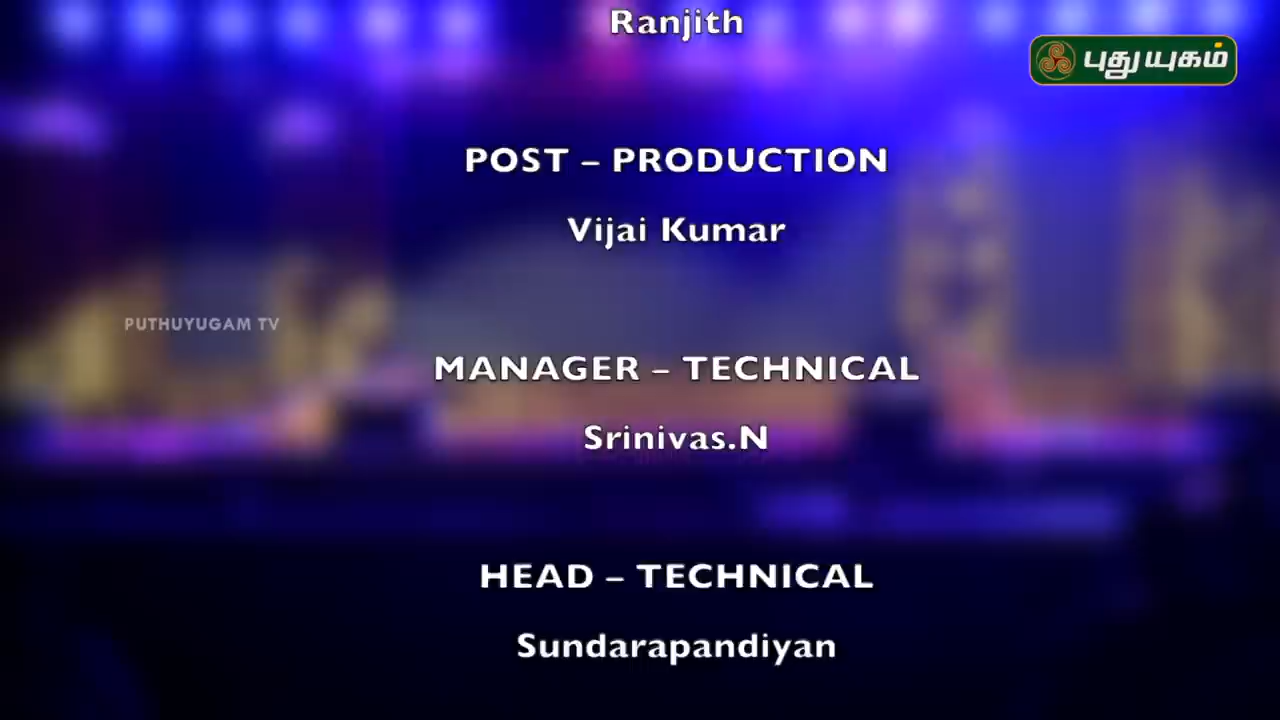 Ranjith
புதுயுகம்
POST – PRODUCTION
Vijai Kumar
PUTHUYUGAM TV
MANAGER – TECHNICAL
Srinivas.N
HEAD – TECHNICAL
Sundarapandiyan